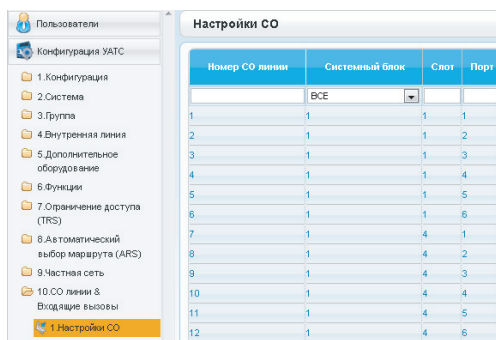 Пользователи
Конфигурация УАТС
1.Конфигурация
2.Система
3.Группа
4.Внутренняя линия
5.Дополнительное
оборудование
6.Функции
7.Ограничение доступа
(TRS)
8.Автоматический
выбор маршрута (ARS)
9.Частная сеть
10.CO линии &
Входящие вызовы
1.Настройки CO
Настройки CO
Номер CO линии Системный блок Слот Порт
ВСЕ
1 1 1 1
2 1 1 2
3 1 1 3
4 1 1 4
5 1 1 5
6 1 1 6
7 1 4 1
8 1 4 2
9 1 4 3
10 1 4 4
11 1 4 5
12 1 4 6